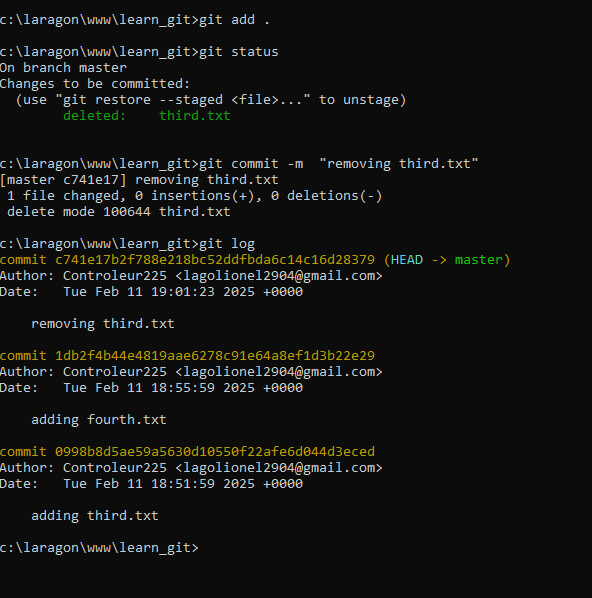 c:\laragon\www\learn_git>git add .
c:\laragon\www\learn_git>git status
On branch master
Changes to be committed:
  (use "git restore --staged <file>..." to unstage)
        deleted:    third.txt
c:\laragon\www\learn_git>git commit -m  "removing third.txt"
[master c741e17] removing third.txt
 1 file changed, 0 insertions(+), 0 deletions(-)
 delete mode 100644 third.txt
c:\laragon\www\learn_git>git log
commit c741e17b2f788e218bc52ddfbda6c14c16d28379 (HEAD -> master)
Author: Controleur225 <lagolionel2904@gmail.com>
Date:   Tue Feb 11 19:01:23 2025 +0000
    removing third.txt
commit 1db2f4b44e4819aae6278c91e64a8ef1d3b22e29
Author: Controleur225 <lagolionel2904@gmail.com>
Date:   Tue Feb 11 18:55:59 2025 +0000
    adding fourth.txt
commit 0998b8d5ae59a5630d10550f22afe6d044d3eced
Author: Controleur225 <lagolionel2904@gmail.com>
Date:   Tue Feb 11 18:51:59 2025 +0000
    adding third.txt
c:\laragon\www\learn_git>